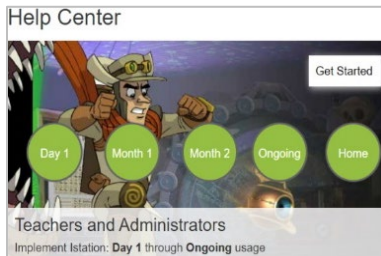 Help Center
Get Started
Day 1
Month 1
Month 2
Ongoing
Home
Teachers and Administrators
Implement Istation: Day 1 through Ongoing usage